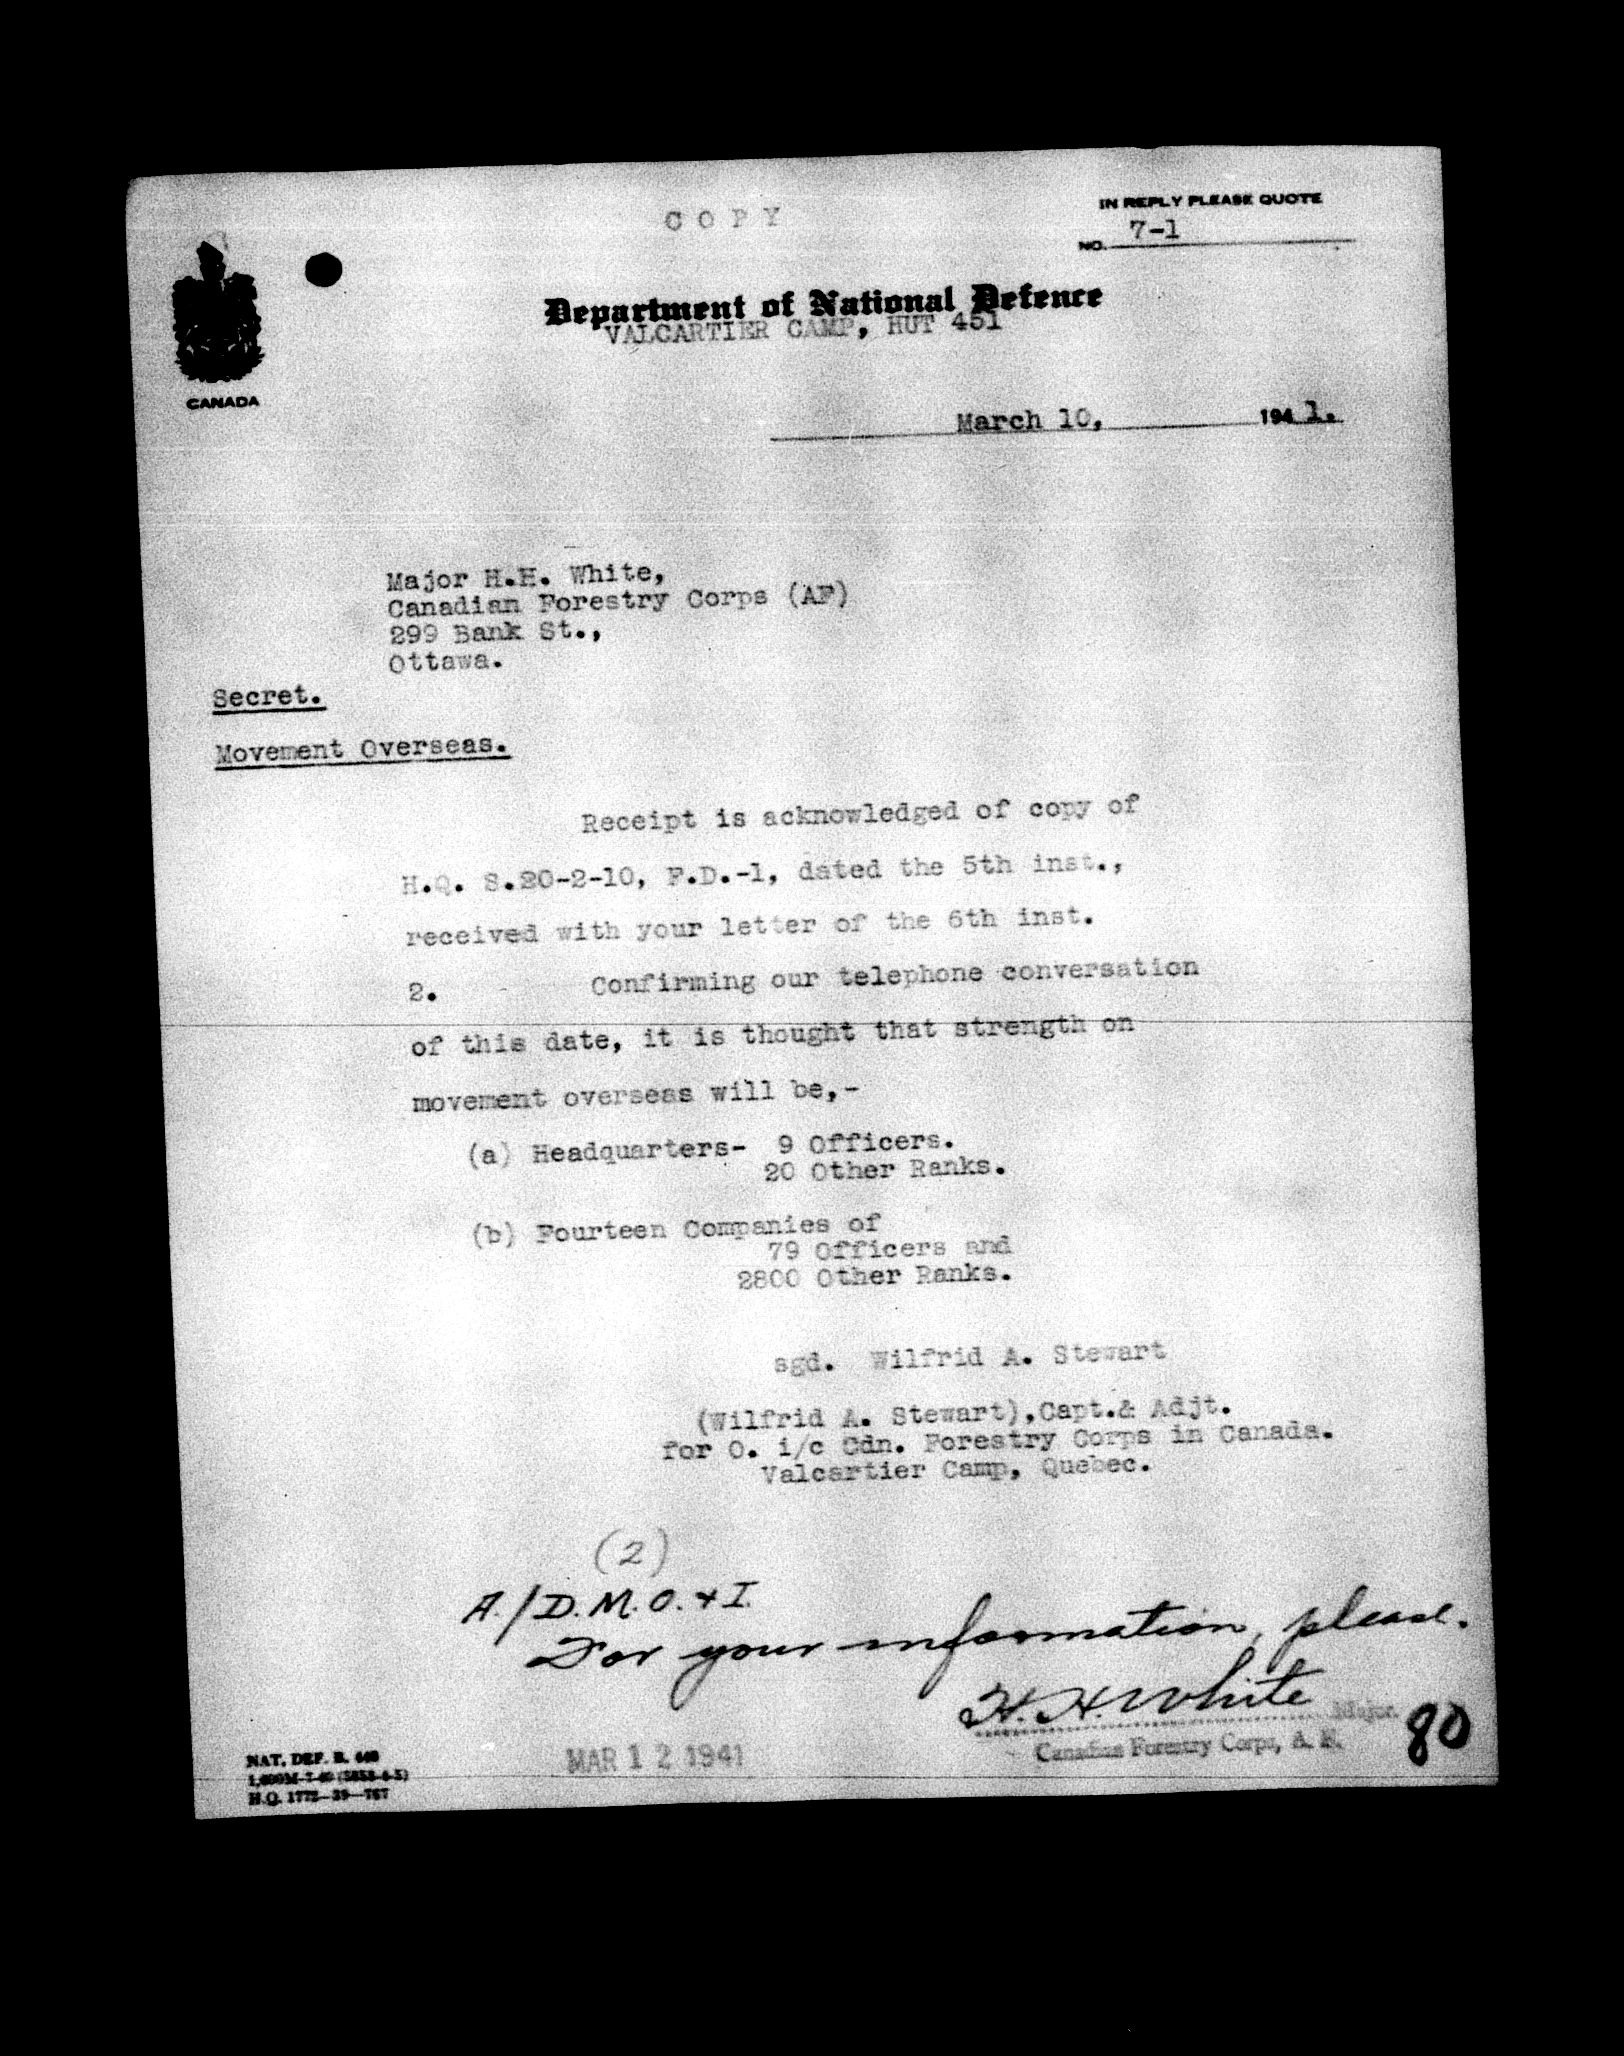 COPY
IN REPLY PLEASE QUOTE
NO. 7-1
Department of National Defence
VALCARTIER CAMP, HUT 451
CANADA
March 10, 1941.
Major H.H. White,
Canadian Forestry Corps (AF)
299 Bank St.,
Ottawa.
Secret.
Movement Overseas.
Receipt is acknowledged of copy of
H.Q. S.20-2-10, F.D.-1, dated the 5th inst.,
received with your letter of the 6th inst.
2. Confirming our telephone conversation
of this date, it is thought that strength on
movement overseas will be,-
(a) Headquarters- 9 Officers.
20 Other Ranks.
(b) Fourteen Companies of
79 Officers and
2800 Other Ranks.
sgd. Wilfrid A. Stewart
(Wilfrid A. Stewart),Capt.& Adjt.
for O. i/c Cdn. Forestry Corps in Canada.
Valcartier Camp, Quebec.
(2)
A./D.M.O. & I.
For your information, please.
H.H. White Major.
Canadian Forestry Corps, A. F.
80
MAR 12 1941
NAT. DEF. B.
H.Q. 1772-39-767